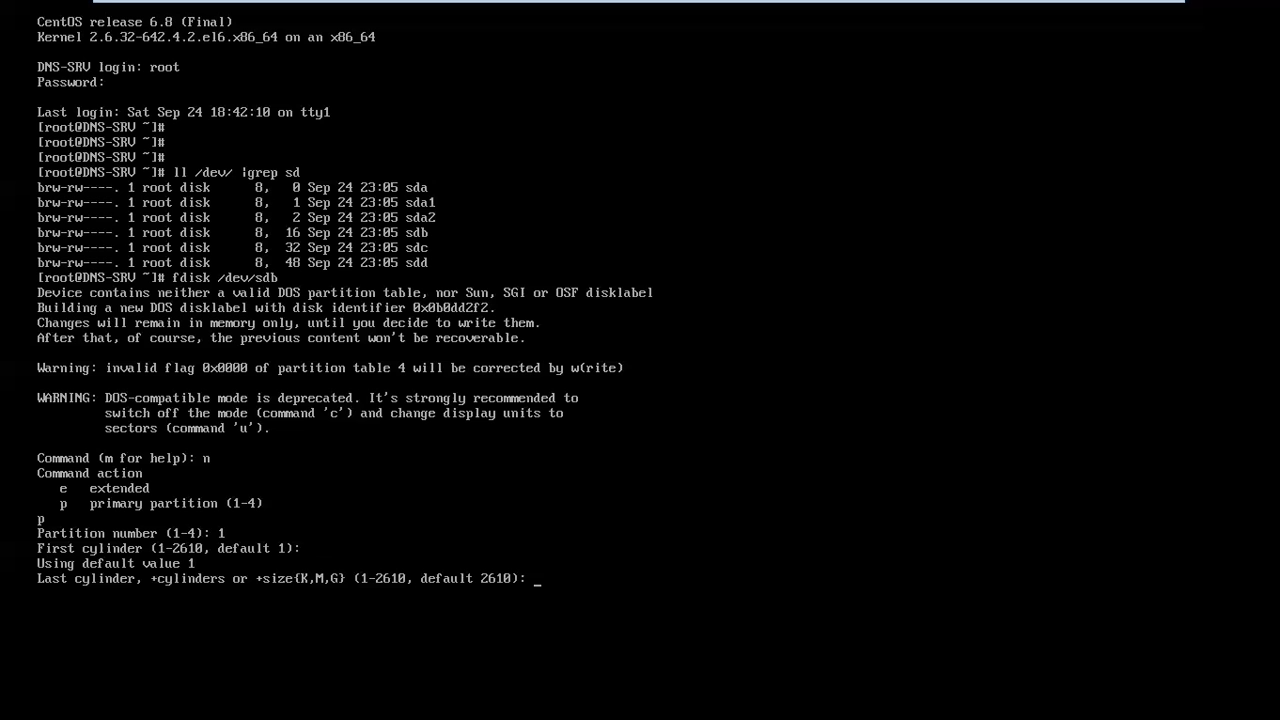 CentOS release 6.8 (Final)
Kernel 2.6.32-642.4.2.el6.x86_64 on an x86_64
DNS-SRV login: root
Password:
Last login: Sat Sep 24 18:42:10 on tty1
[root@DNS-SRV ~]#
[root@DNS-SRV ~]#
[root@DNS-SRV ~]#
[root@DNS-SRV ~]# ll /dev/ |grep sd
brw-rw----. 1 root disk      8,   0 Sep 24 23:05 sda
brw-rw----. 1 root disk      8,   1 Sep 24 23:05 sda1
brw-rw----. 1 root disk      8,   2 Sep 24 23:05 sda2
brw-rw----. 1 root disk      8,  16 Sep 24 23:05 sdb
brw-rw----. 1 root disk      8,  32 Sep 24 23:05 sdc
brw-rw----. 1 root disk      8,  48 Sep 24 23:05 sdd
[root@DNS-SRV ~]# fdisk /dev/sdb
Device contains neither a valid DOS partition table, nor Sun, SGI or OSF disklabel
Building a new DOS disklabel with disk identifier 0x0b0dd2f2.
Changes will remain in memory only, until you decide to write them.
After that, of course, the previous content won't be recoverable.
Warning: invalid flag 0x0000 of partition table 4 will be corrected by w(rite)
WARNING: DOS-compatible mode is deprecated. It's strongly recommended to
         switch off the mode (command 'c') and change display units to
         sectors (command 'u').
Command (m for help): n
Command action
   e   extended
   p   primary partition (1-4)
p
Partition number (1-4): 1
First cylinder (1-2610, default 1):
Using default value 1
Last cylinder, +cylinders or +size{K,M,G} (1-2610, default 2610): _